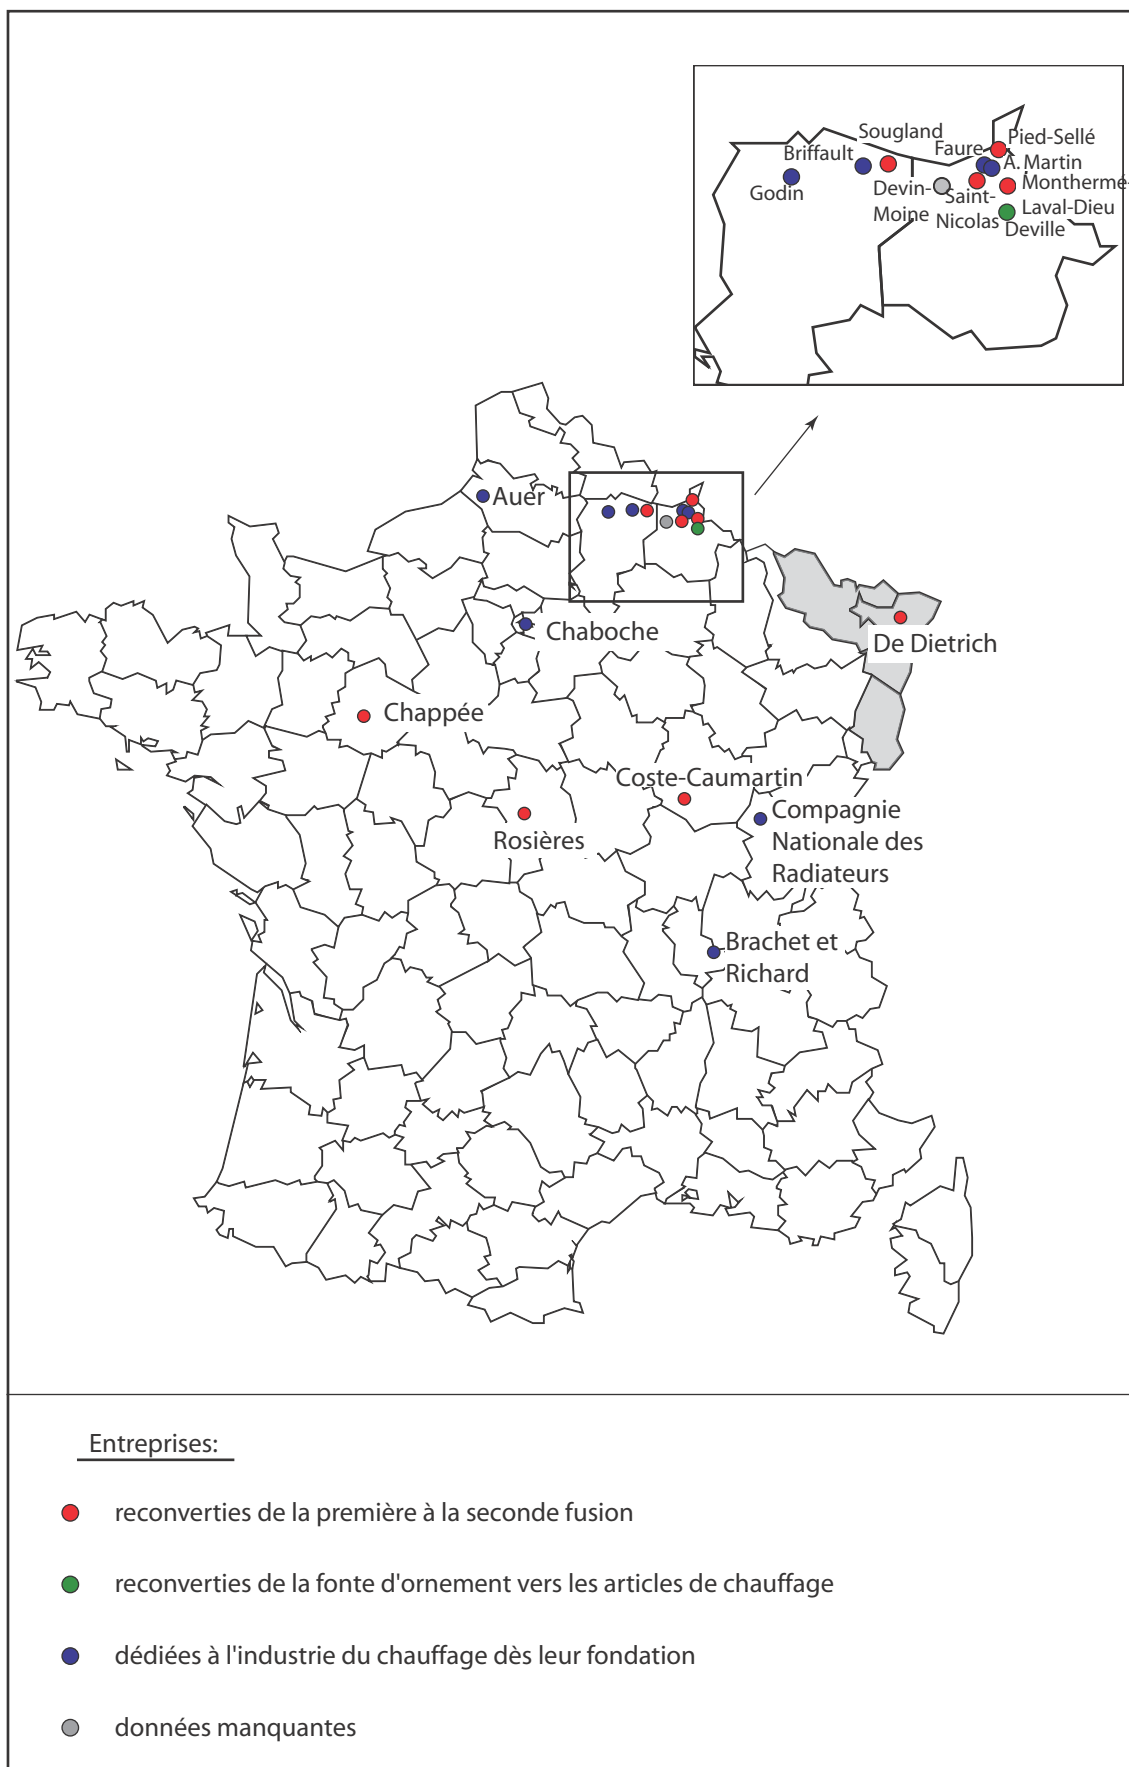 Sougland
Pied-Sellé
Faure
Briffault
A. Martin
Godin
Devin-
Moine
Monthermé-
Saint-
Nicolas
Laval-Dieu
Deville
Auer
Chaboche
De Dietrich
Chappée
Coste-Caumartin
Compagnie
Nationale des
Radiateurs
Rosières
Brachet et
Richard
Entreprises:
reconverties de la première à la seconde fusion
reconverties de la fonte d'ornement vers les articles de chauffage
dédiées à l'industrie du chauffage dès leur fondation
données manquantes